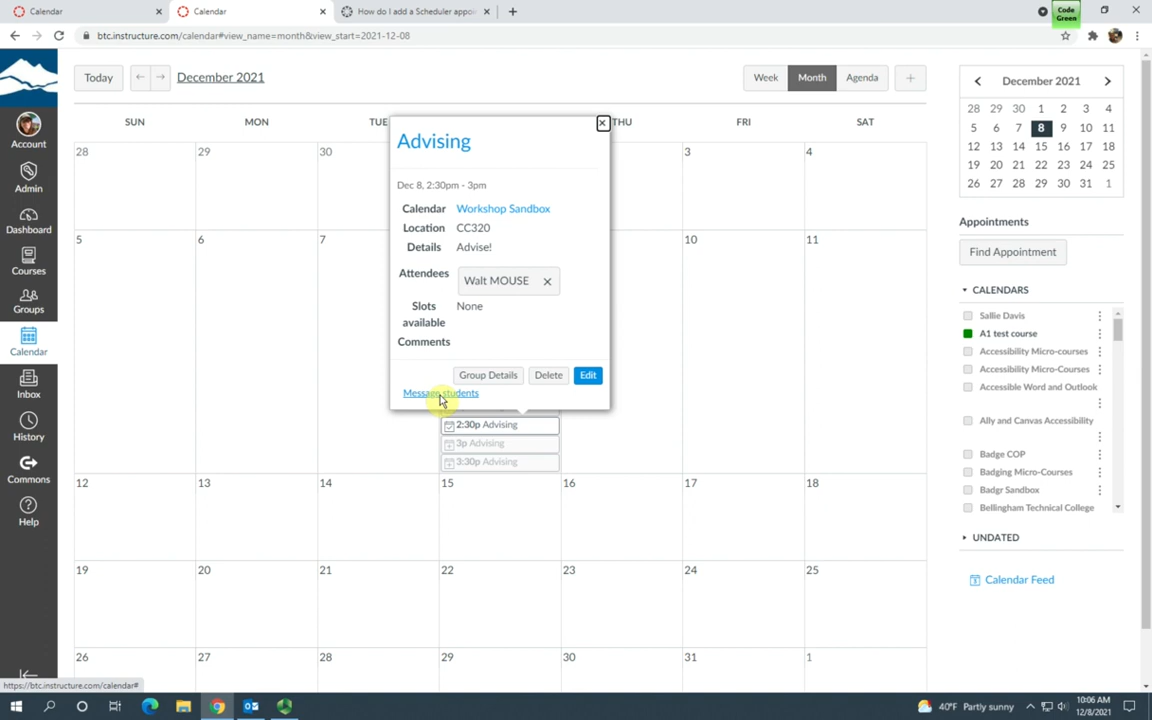 Calendar
Calendar
How do I add a Scheduler appoi
Code Green
btc.instructure.com/calendar#view_name=month&view_start=2021-12-08
Account
Admin
Dashboard
Courses
Groups
Calendar
Inbox
History
Commons
Help
Today
December 2021
Week
Month
Agenda
SUN
MON
TUE
THU
FRI
SAT
28
29
30
3
4
5
6
7
10
11
12
13
14
15
16
17
18
19
20
21
22
23
24
25
26
27
28
29
30
31
1
Advising
Dec 8, 2:30pm - 3pm
Calendar Workshop Sandbox
Location CC320
Details Advise!
Attendees Walt MOUSE
Slots available None
Comments
Group Details
Delete
Edit
Message students
2:30p Advising
3p Advising
3:30p Advising
December 2021
28 29 30 1 2 3 4
5 6 7 8 9 10 11
12 13 14 15 16 17 18
19 20 21 22 23 24 25
26 27 28 29 30 31 1
Appointments
Find Appointment
CALENDARS
Sallie Davis
A1 test course
Accessibility Micro-courses
Accessibility Micro-Courses
Accessible Word and Outlook
Ally and Canvas Accessibility
Badge COP
Badging Micro-Courses
Badgr Sandbox
Bellingham Technical College
UNDATED
Calendar Feed
https://btc.instructure.com/calendar#
40°F Partly sunny
10:06 AM
12/8/2021